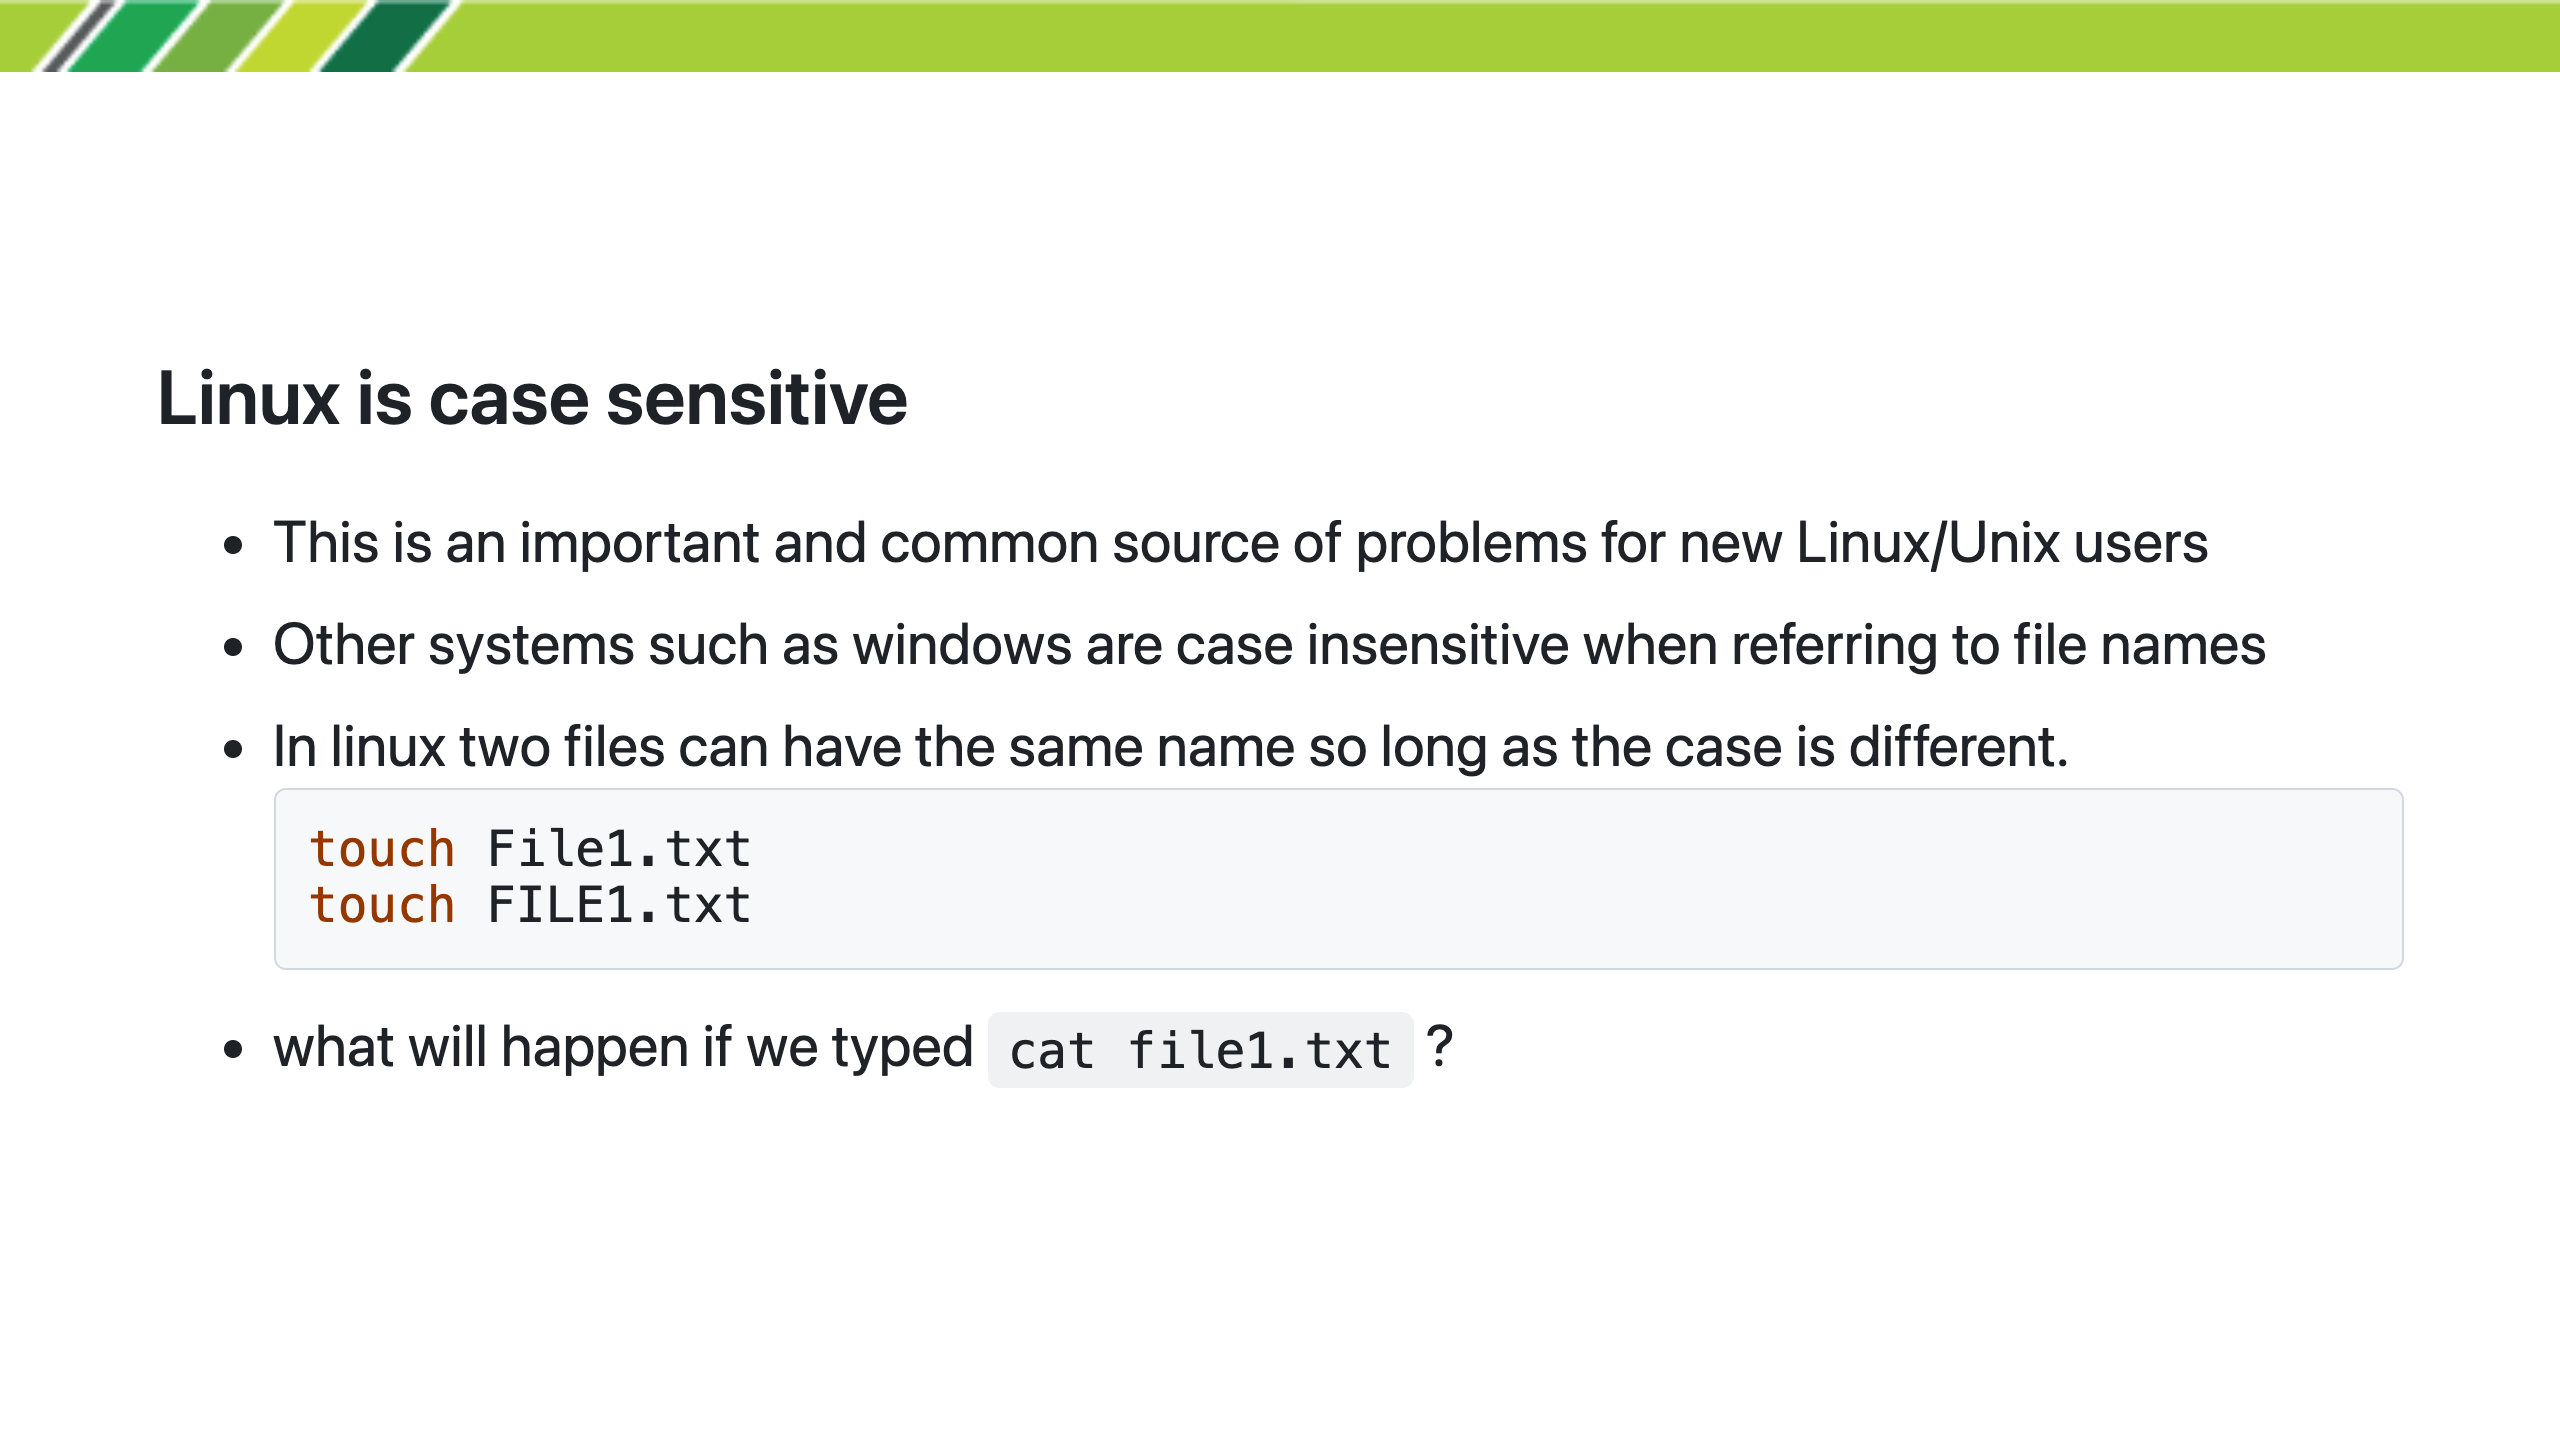 Linux is case sensitive
• This is an important and common source of problems for new Linux/Unix users
• Other systems such as windows are case insensitive when referring to file names
• In linux two files can have the same name so long as the case is different.
touch File1.txt
touch FILE1.txt
• what will happen if we typed cat file1.txt ?